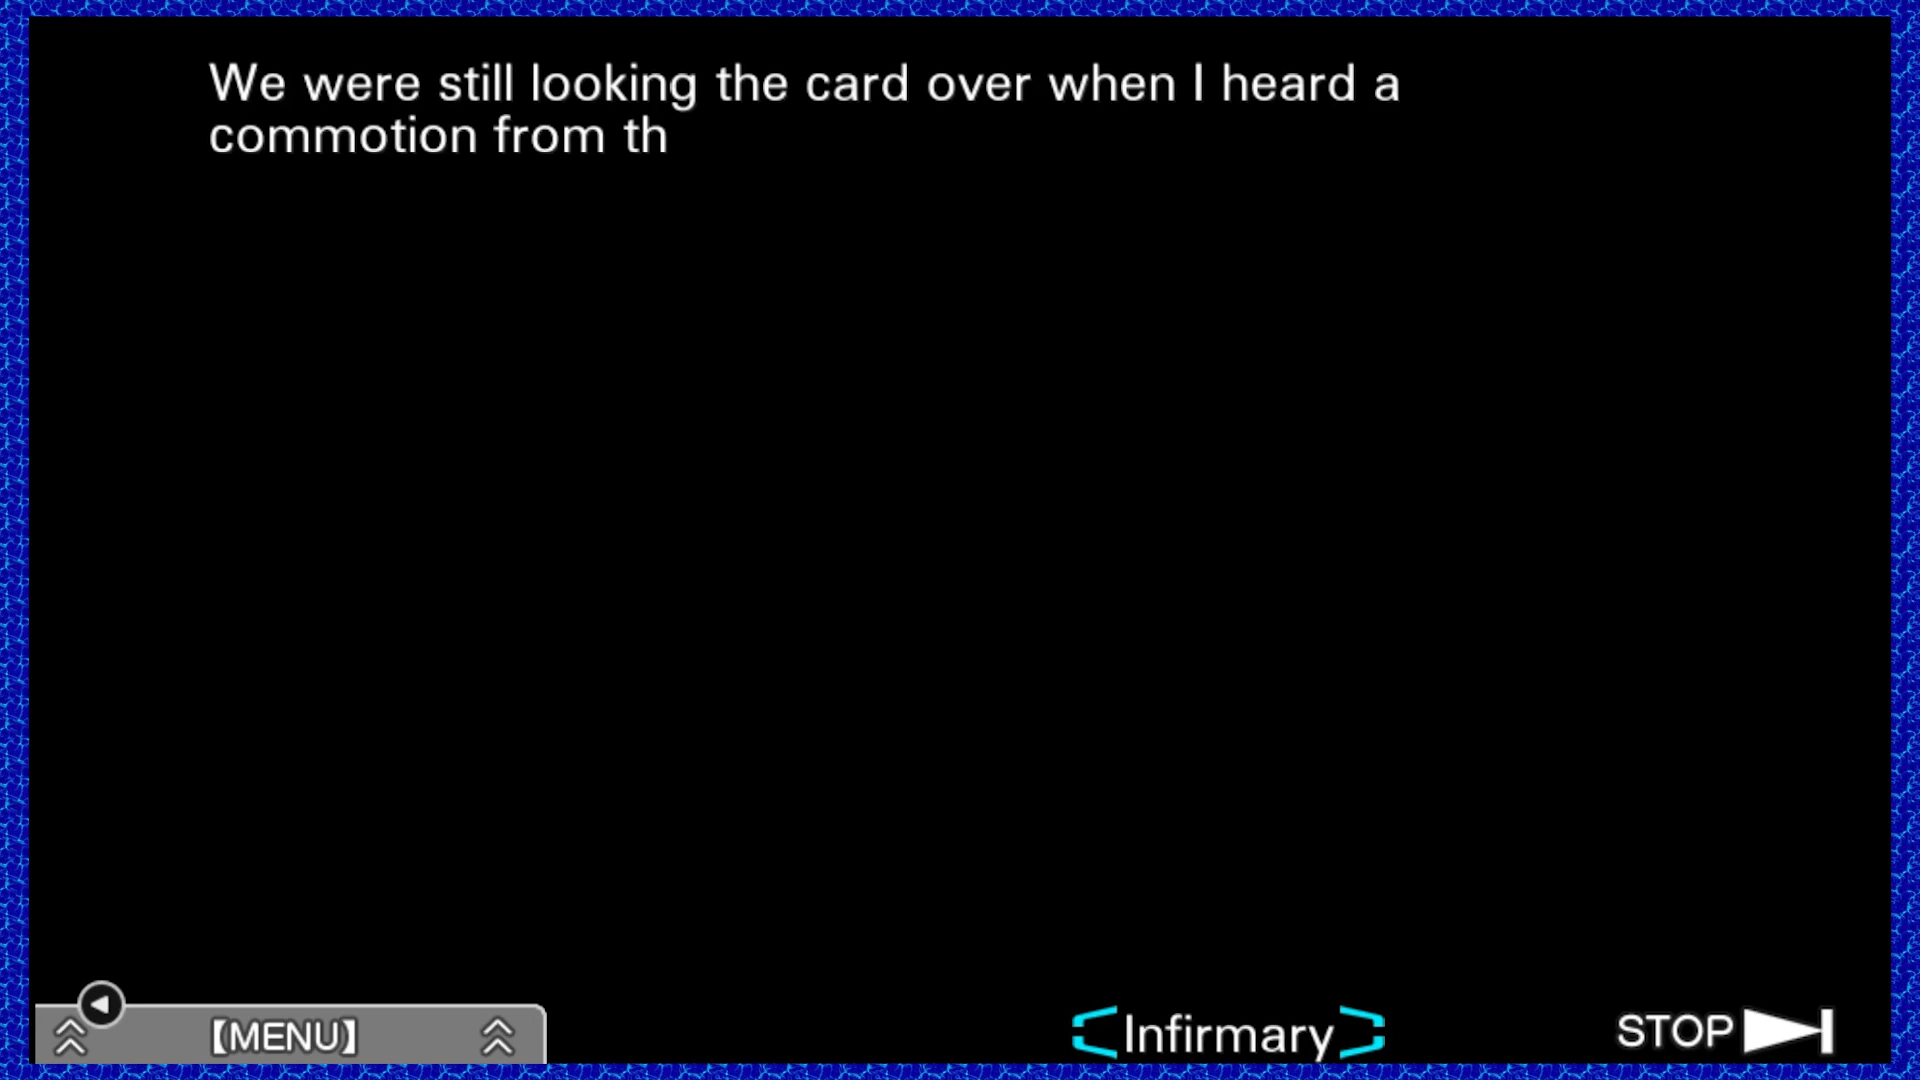 We were still looking the card over when I heard a
commotion from th
【MENU】
Infirmary
STOP